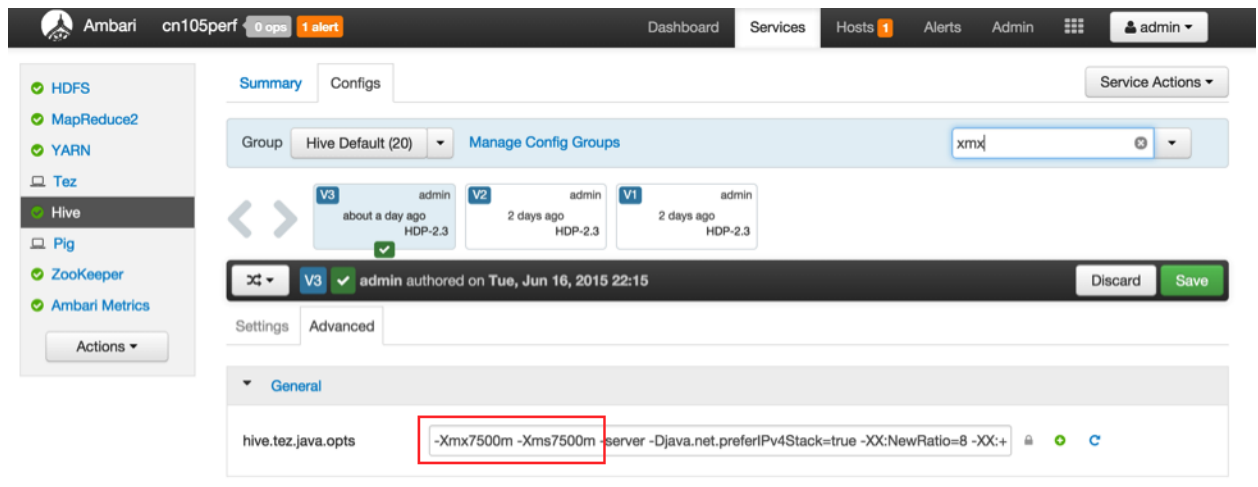 Ambari cn105perf 0 ops 1 alert Dashboard Services Hosts 1 Alerts Admin admin
HDFS
MapReduce2
YARN
Tez
Hive
Pig
ZooKeeper
Ambari Metrics
Actions
Summary Configs Service Actions
Group Hive Default (20) Manage Config Groups xmx
V3 admin
about a day ago
HDP-2.3
V2 admin
2 days ago
HDP-2.3
V1 admin
2 days ago
HDP-2.3
V3 admin authored on Tue, Jun 16, 2015 22:15 Discard Save
Settings Advanced
General
hive.tez.java.opts -Xmx7500m -Xms7500m -server -Djava.net.preferIPv4Stack=true -XX:NewRatio=8 -XX:+